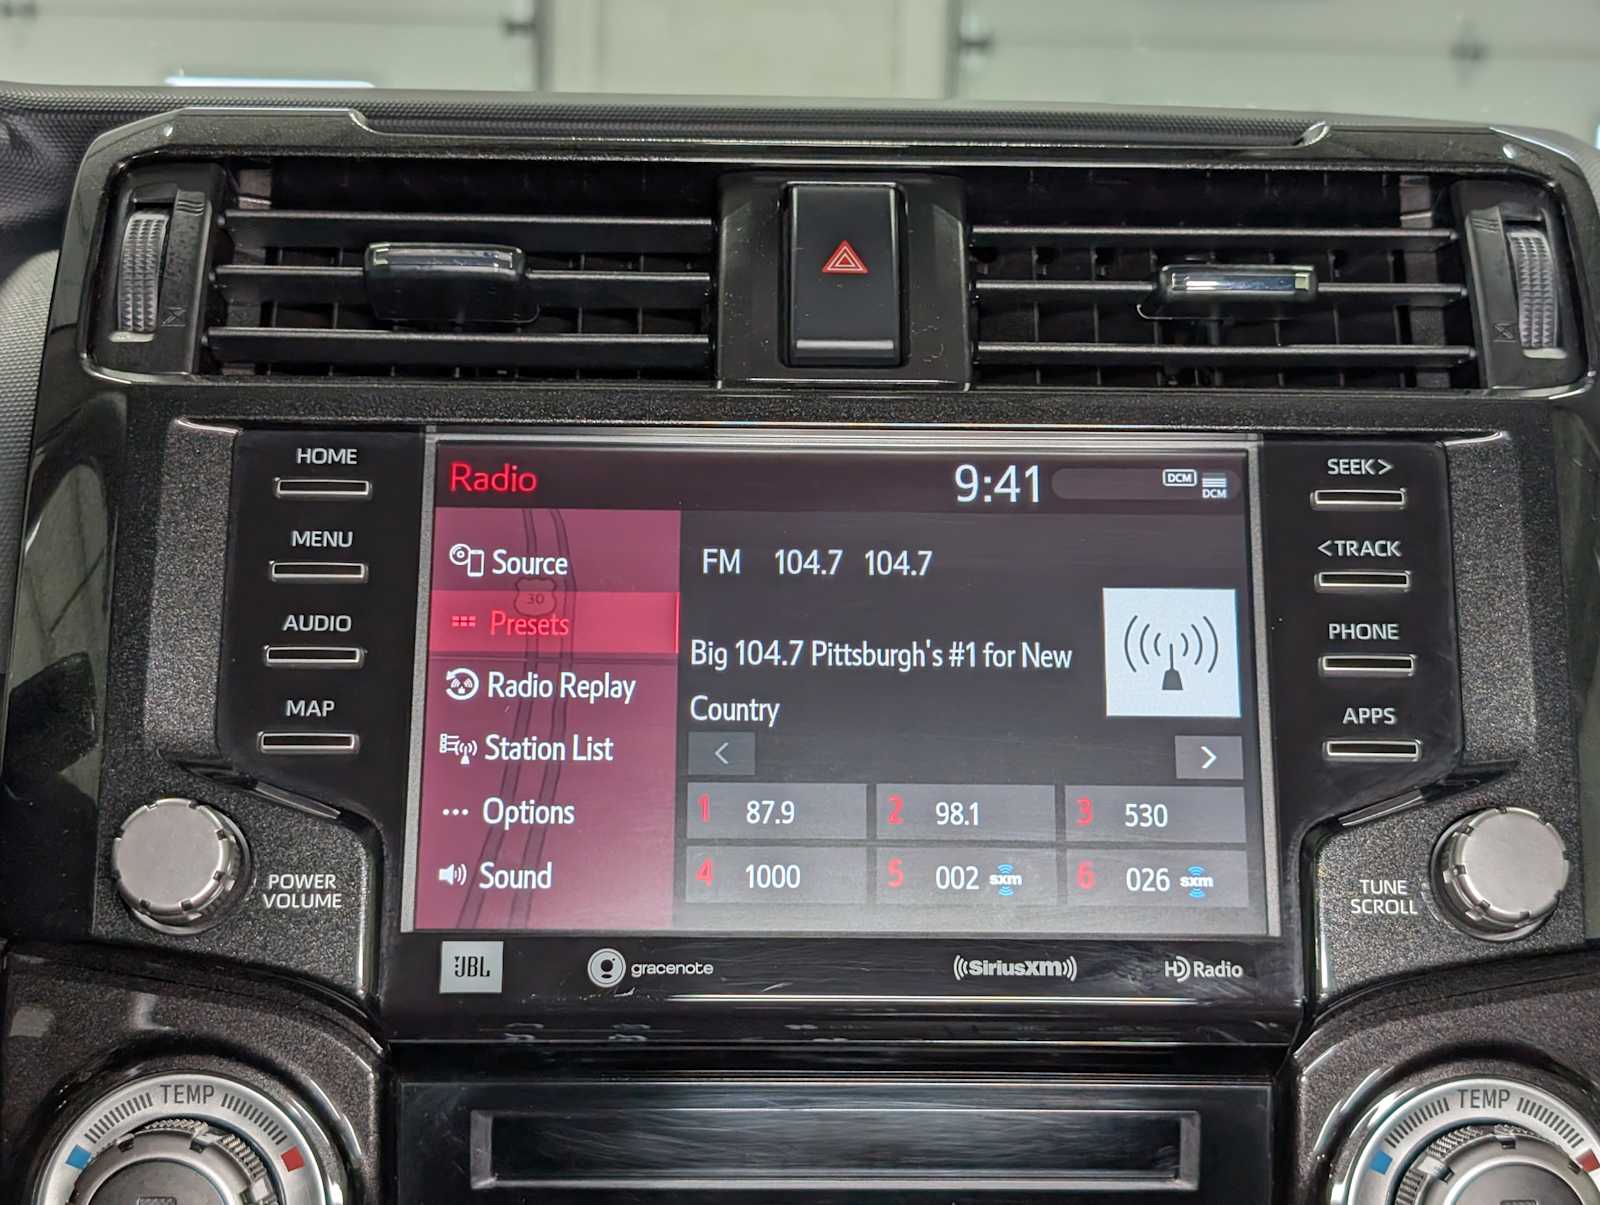 HOME
MENU
AUDIO
MAP
POWER
VOLUME
Radio
9:41
DCM
DCM
Source
30
Presets
Radio Replay
Station List
Options
Sound
FM 104.7 104.7
Big 104.7 Pittsburgh's #1 for New
Country
<
>
1 87.9
2 98.1
3 530
4 1000
5 002 sxm
6 026 sxm
SEEK>
<TRACK
PHONE
APPS
TUNE
SCROLL
JBL
gracenote
((SiriusXM))
HD Radio
TEMP
TEMP